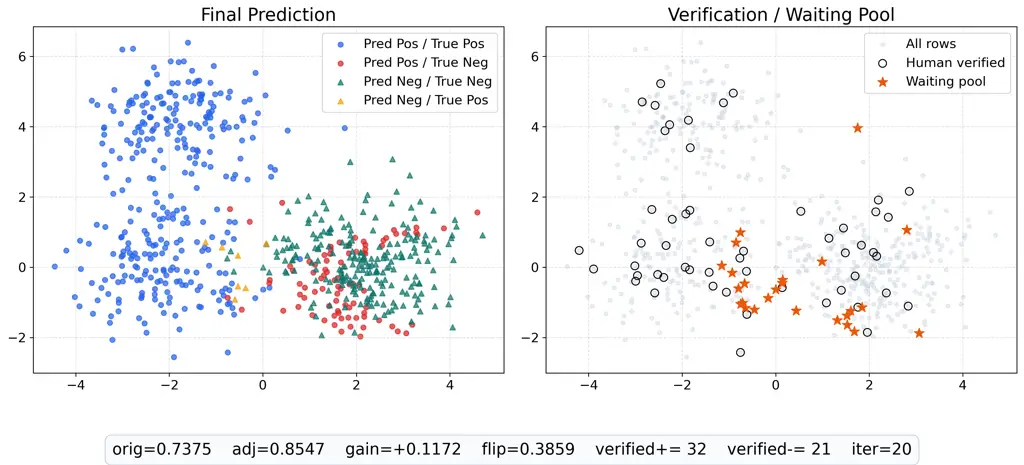 Final Prediction
Pred Pos / True Pos
Pred Pos / True Neg
Pred Neg / True Neg
Pred Neg / True Pos
6
4
2
0
−2
−4
−2
0
2
4
Verification / Waiting Pool
All rows
Human verified
Waiting pool
6
4
2
0
−2
−4
−2
0
2
4
orig=0.7375 adj=0.8547 gain=+0.1172 flip=0.3859 verified+= 32 verified-= 21 iter=20